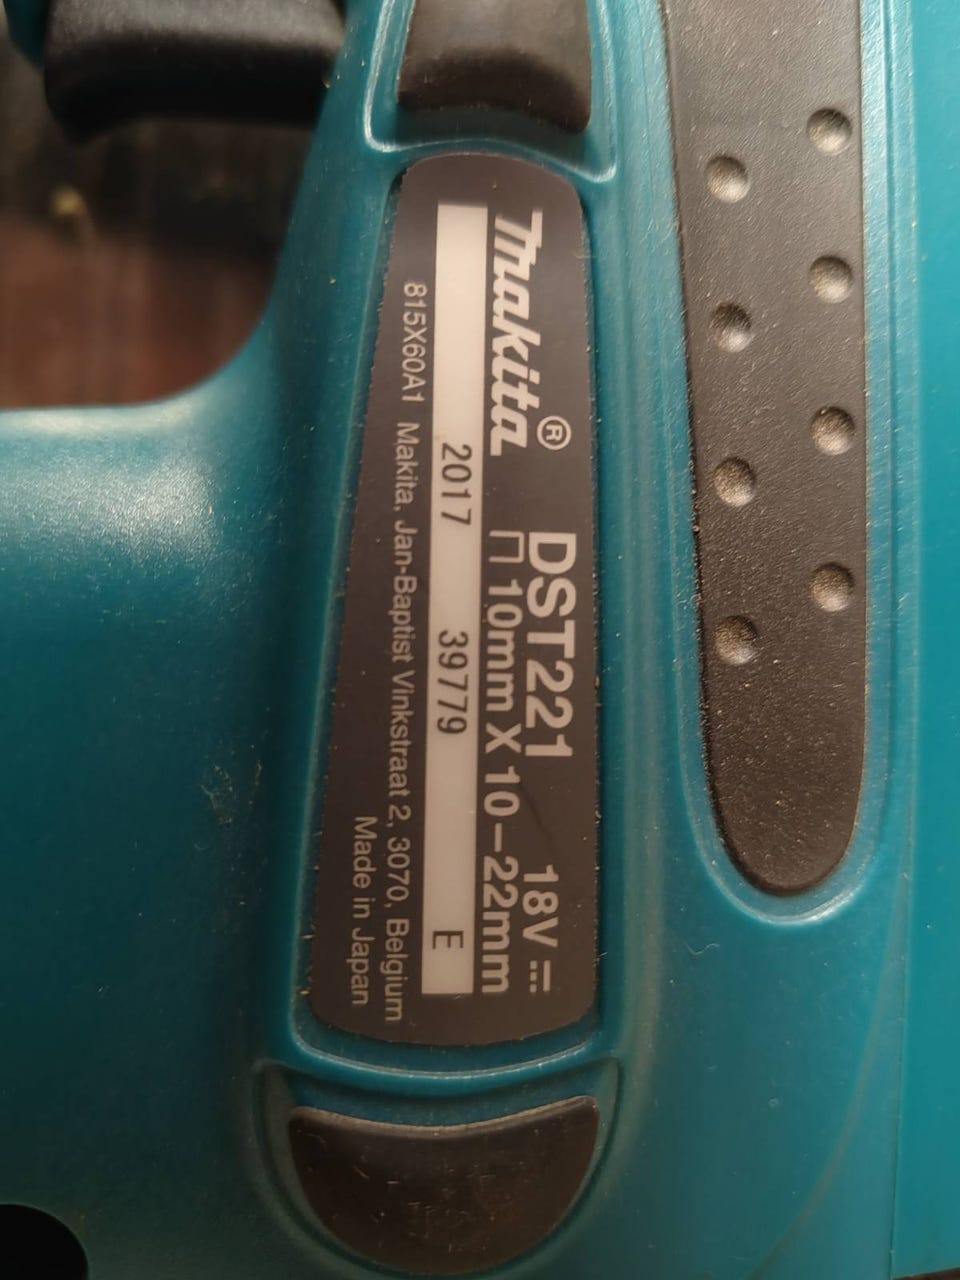 Makita® DST221 18V ⎓
⊓ 10mm X 10-22mm
2017 39779 E
815X60A1 Makita, Jan-Baptist Vinkstraat 2, 3070, Belgium
Made in Japan